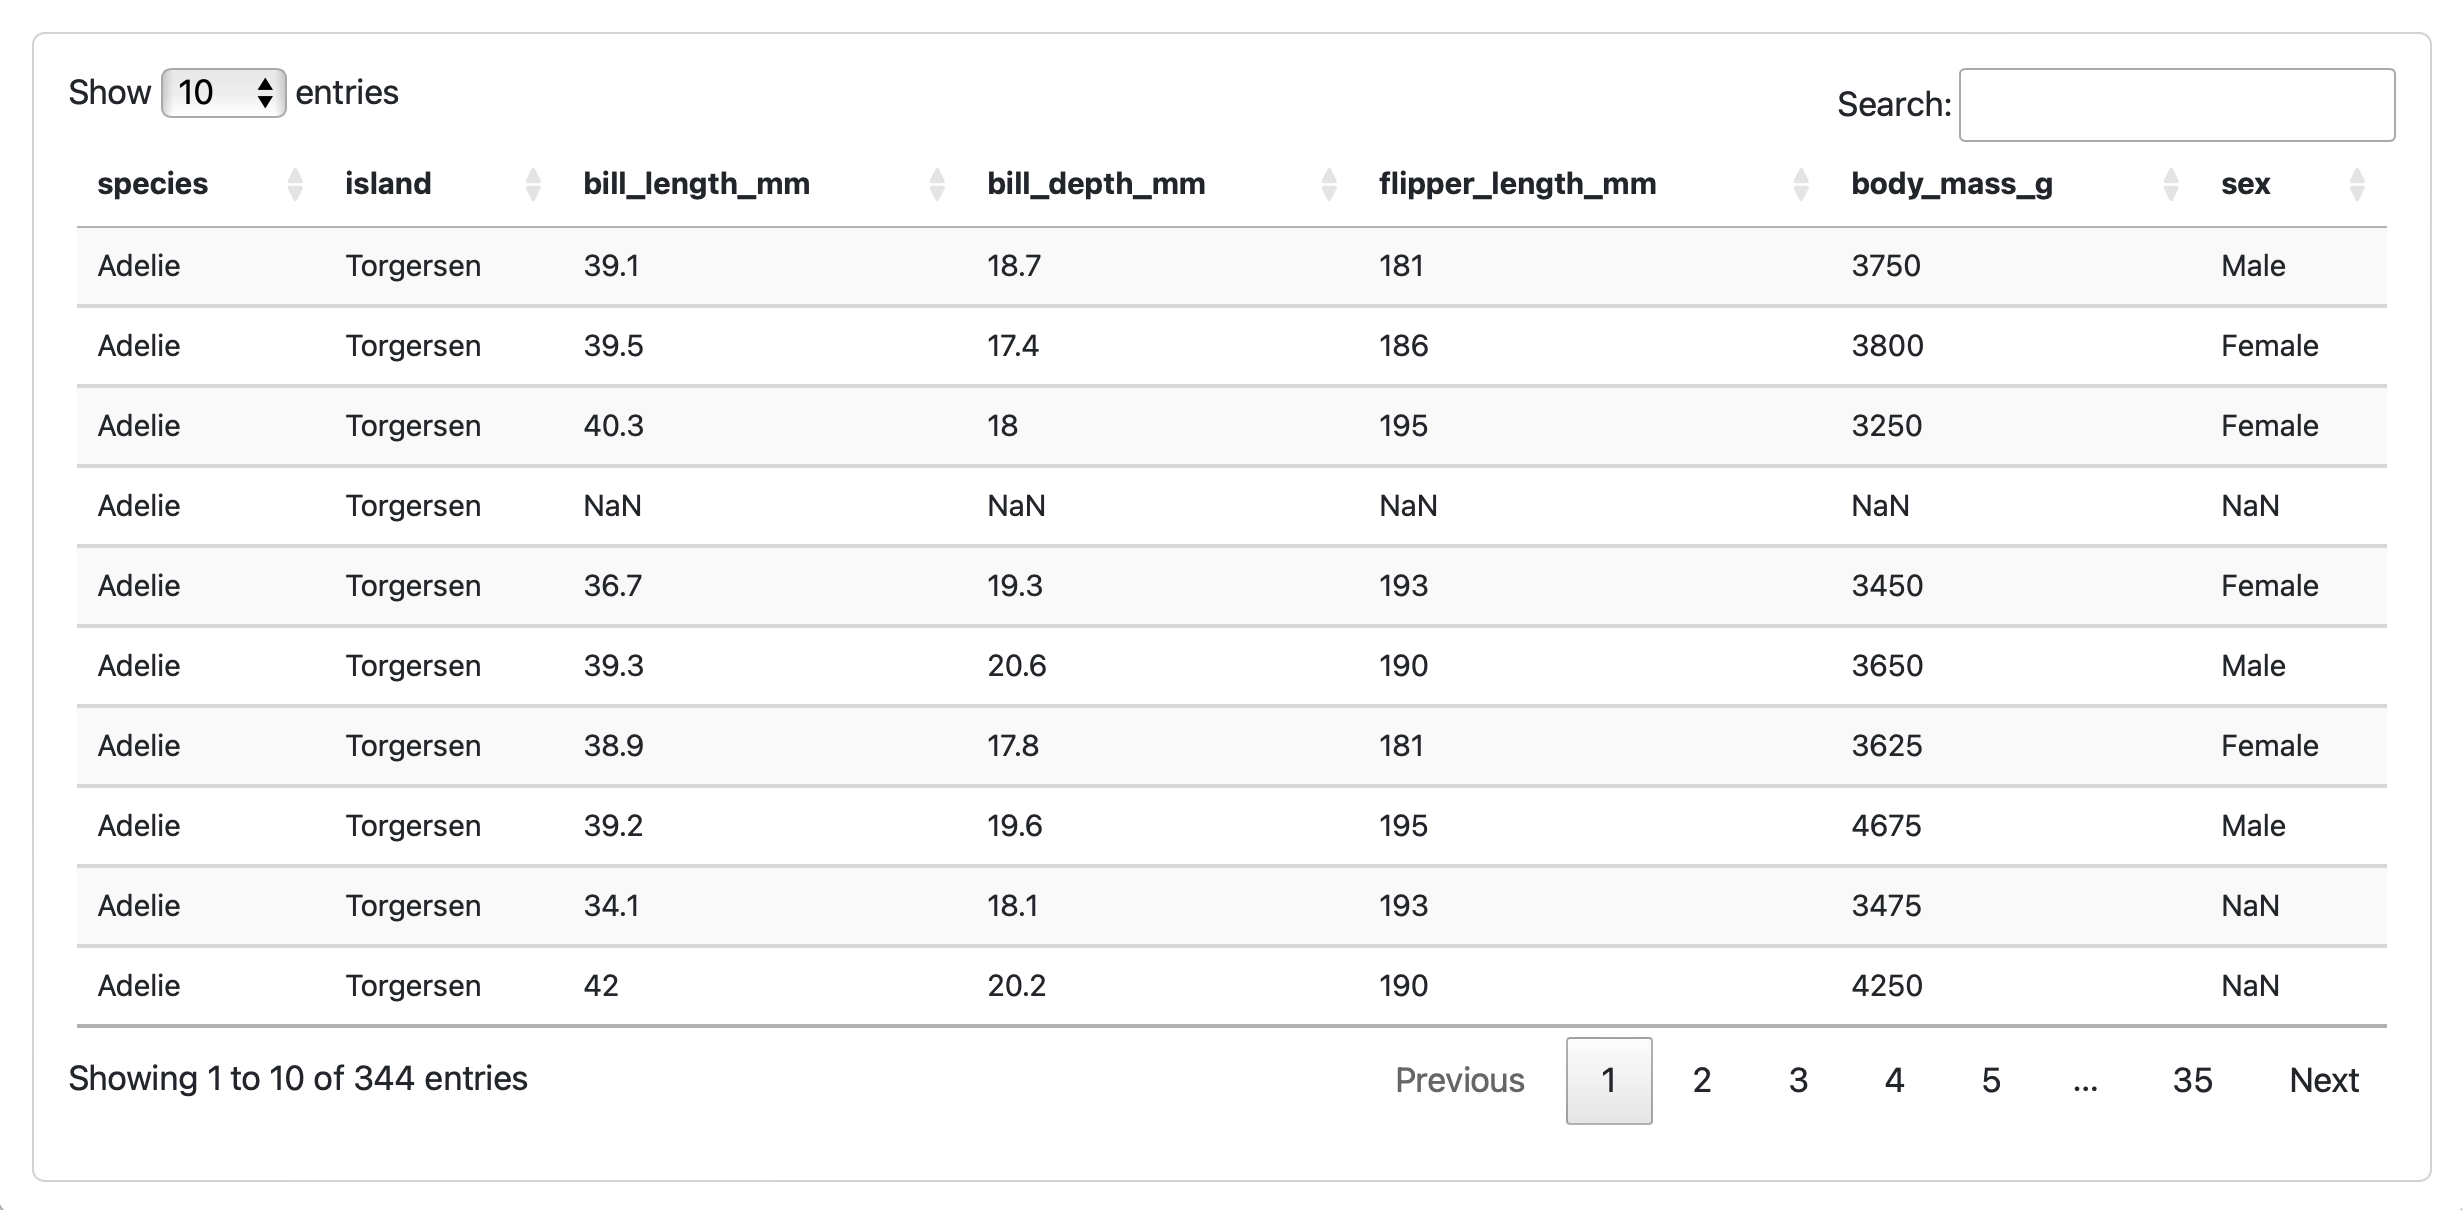 Show 10 entries
Search:
species island bill_length_mm bill_depth_mm flipper_length_mm body_mass_g sex
Adelie Torgersen 39.1 18.7 181 3750 Male
Adelie Torgersen 39.5 17.4 186 3800 Female
Adelie Torgersen 40.3 18 195 3250 Female
Adelie Torgersen NaN NaN NaN NaN NaN
Adelie Torgersen 36.7 19.3 193 3450 Female
Adelie Torgersen 39.3 20.6 190 3650 Male
Adelie Torgersen 38.9 17.8 181 3625 Female
Adelie Torgersen 39.2 19.6 195 4675 Male
Adelie Torgersen 34.1 18.1 193 3475 NaN
Adelie Torgersen 42 20.2 190 4250 NaN
Showing 1 to 10 of 344 entries
Previous 1 2 3 4 5 ... 35 Next